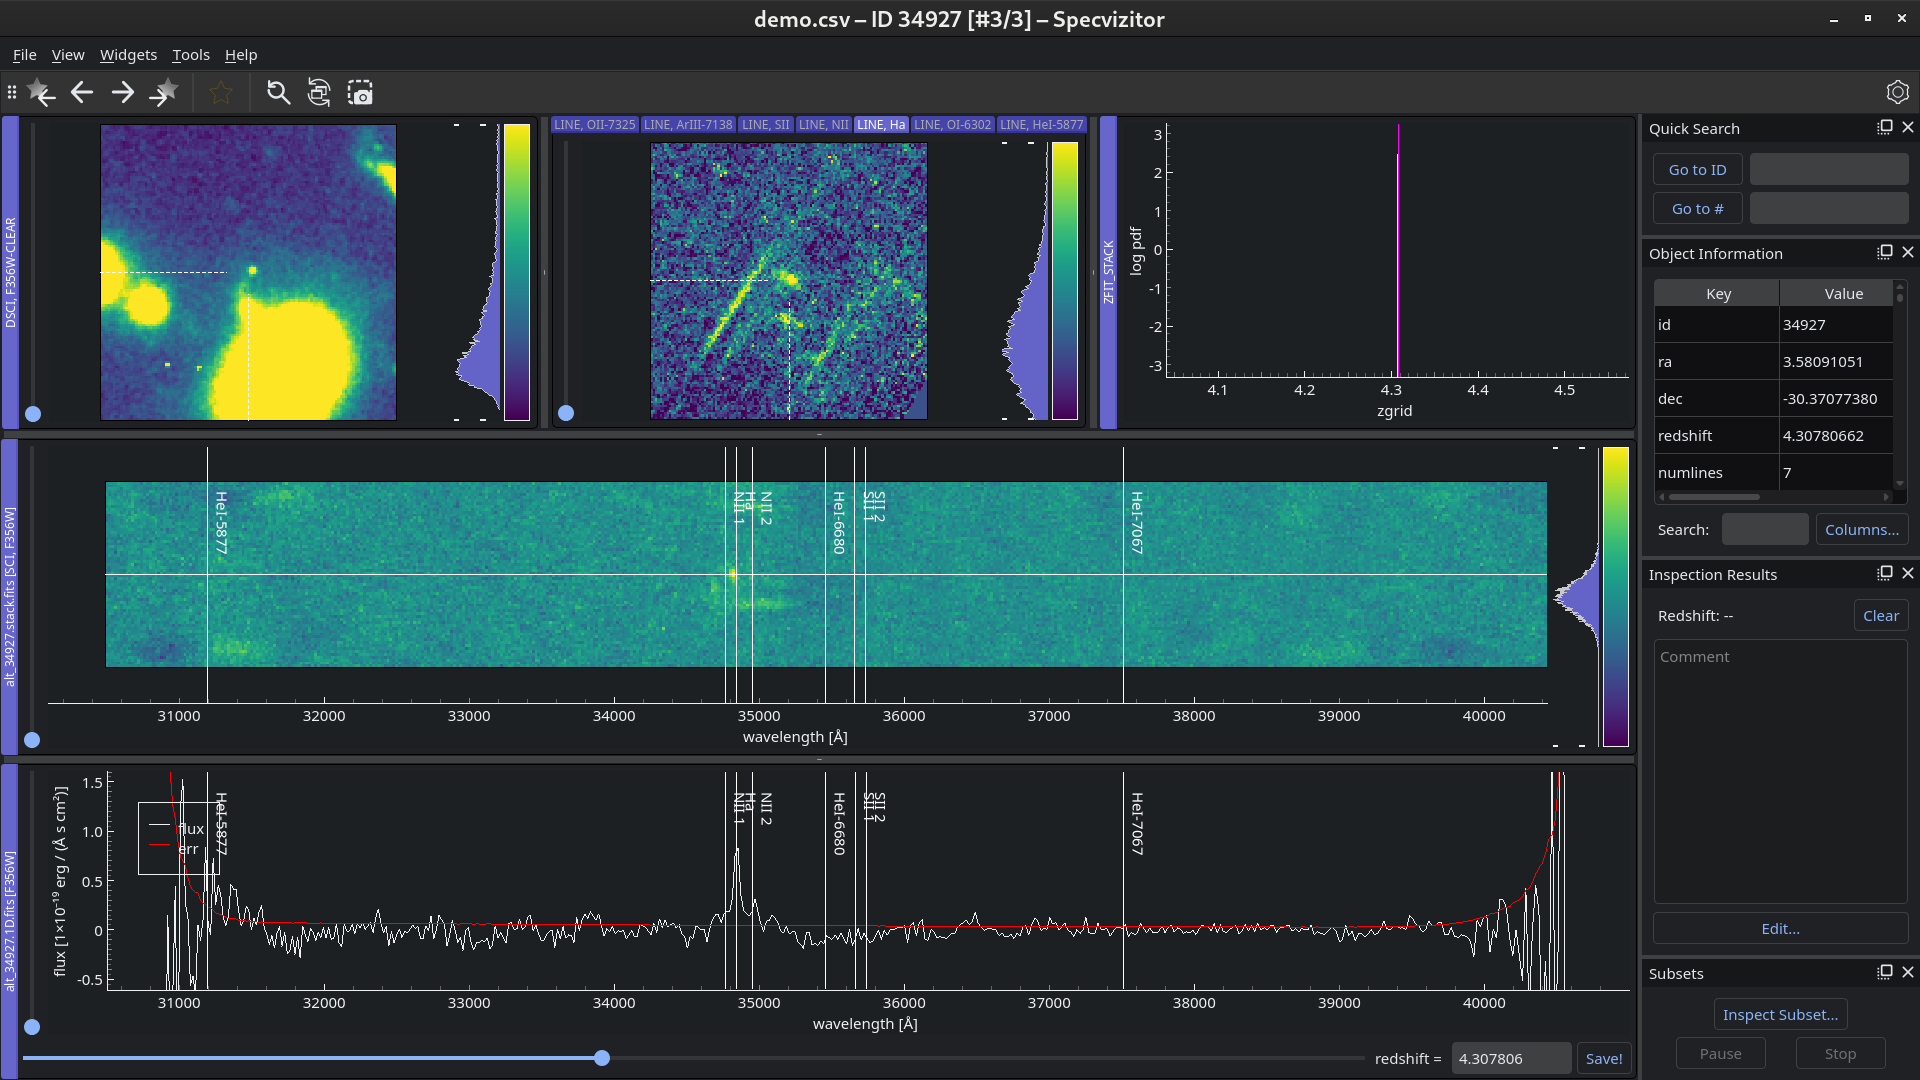 demo.csv – ID 34927 [#3/3] – Specvizitor
File View Widgets Tools Help
DSCI, F356W-CLEAR
LINE, OII-7325 LINE, ArIII-7138 LINE, SII LINE, NII LINE, Ha LINE, OI-6302 LINE, HeI-5877
ZFIT_STACK
log pdf
3
2
1
0
-1
-2
-3
4.1 4.2 4.3 4.4 4.5
zgrid
Quick Search
Go to ID
Go to #
Object Information
Key Value
id 34927
ra 3.58091051
dec -30.37077380
redshift 4.30780662
numlines 7
Search: Columns...
Inspection Results
Redshift: -- Clear
Comment
Edit...
Subsets
Inspect Subset...
Pause Stop
alt_34927.stack.fits [SCI, F356W]
HeI-5877 NII 1 Ha NII 2 HeI-6680 SII 1 SII 2 HeI-7067
31000 32000 33000 34000 35000 36000 37000 38000 39000 40000
wavelength [Å]
alt_34927.1D.fits [F356W]
flux [1×10⁻¹⁹ erg / (Å s cm²)]
1.5
1.0
0.5
0
-0.5
flux
err
HeI-5877 NII 1 Ha NII 2 HeI-6680 SII 1 SII 2 HeI-7067
31000 32000 33000 34000 35000 36000 37000 38000 39000 40000
wavelength [Å]
redshift = 4.307806 Save!